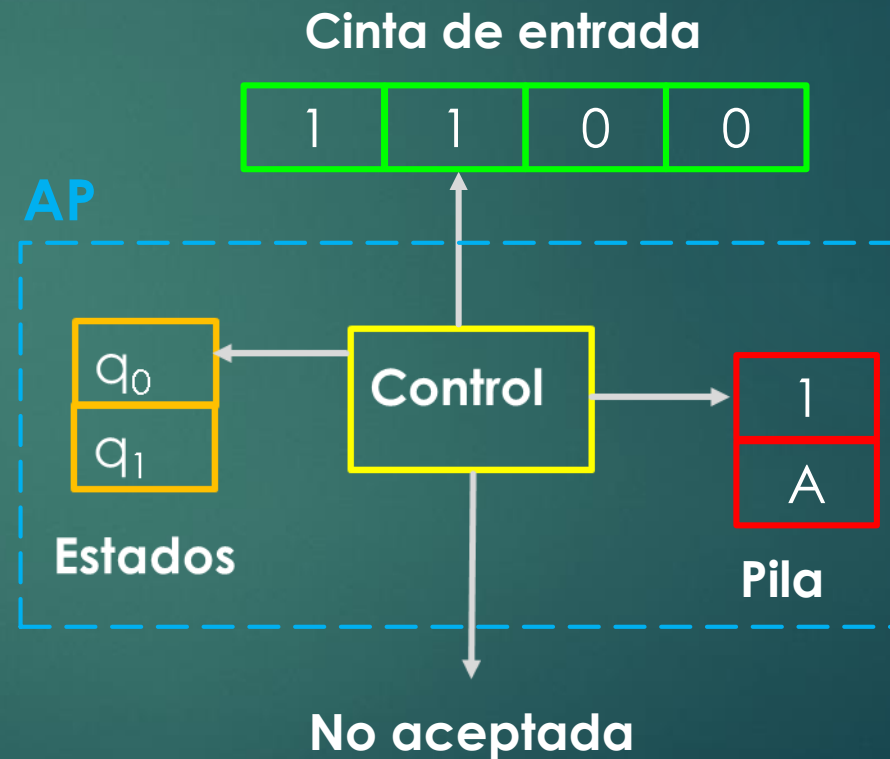 Cinta de entrada
1 1 0 0
AP
q₀
Control
1
q₁
A
Estados
Pila
No aceptada